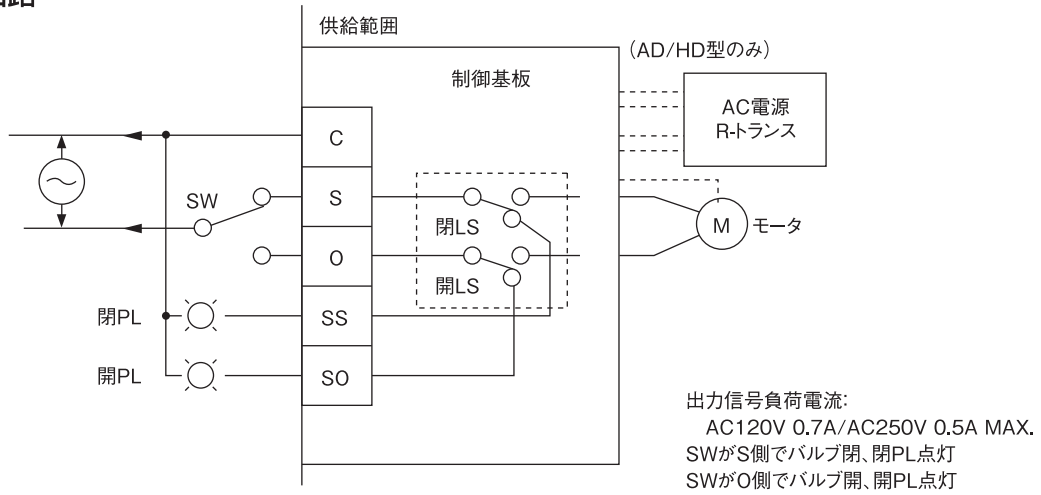 供給範囲
(AD/HD型のみ)
制御基板
AC電源
R-トランス
C
S
SW
閉LS
M
モータ
O
開LS
閉PL
SS
開PL
SO
出力信号負荷電流:
AC120V 0.7A/AC250V 0.5A MAX.
SWがS側でバルブ閉、閉PL点灯
SWがO側でバルブ開、開PL点灯